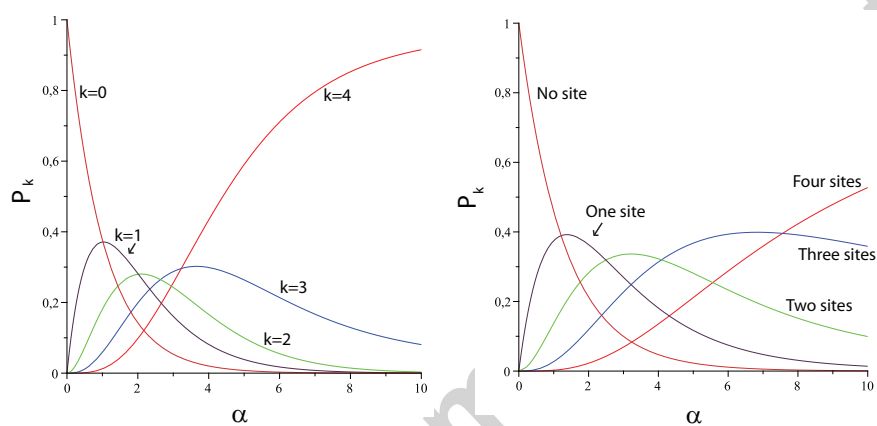 1
0,8
0,6
0,4
0,2
0
P_k
k=0
k=4
k=1
k=3
k=2
0
2
4
6
8
10
α
1
0,8
0,6
0,4
0,2
0
P_k
No site
Four sites
One site
Three sites
Two sites
0
2
4
6
8
10
α